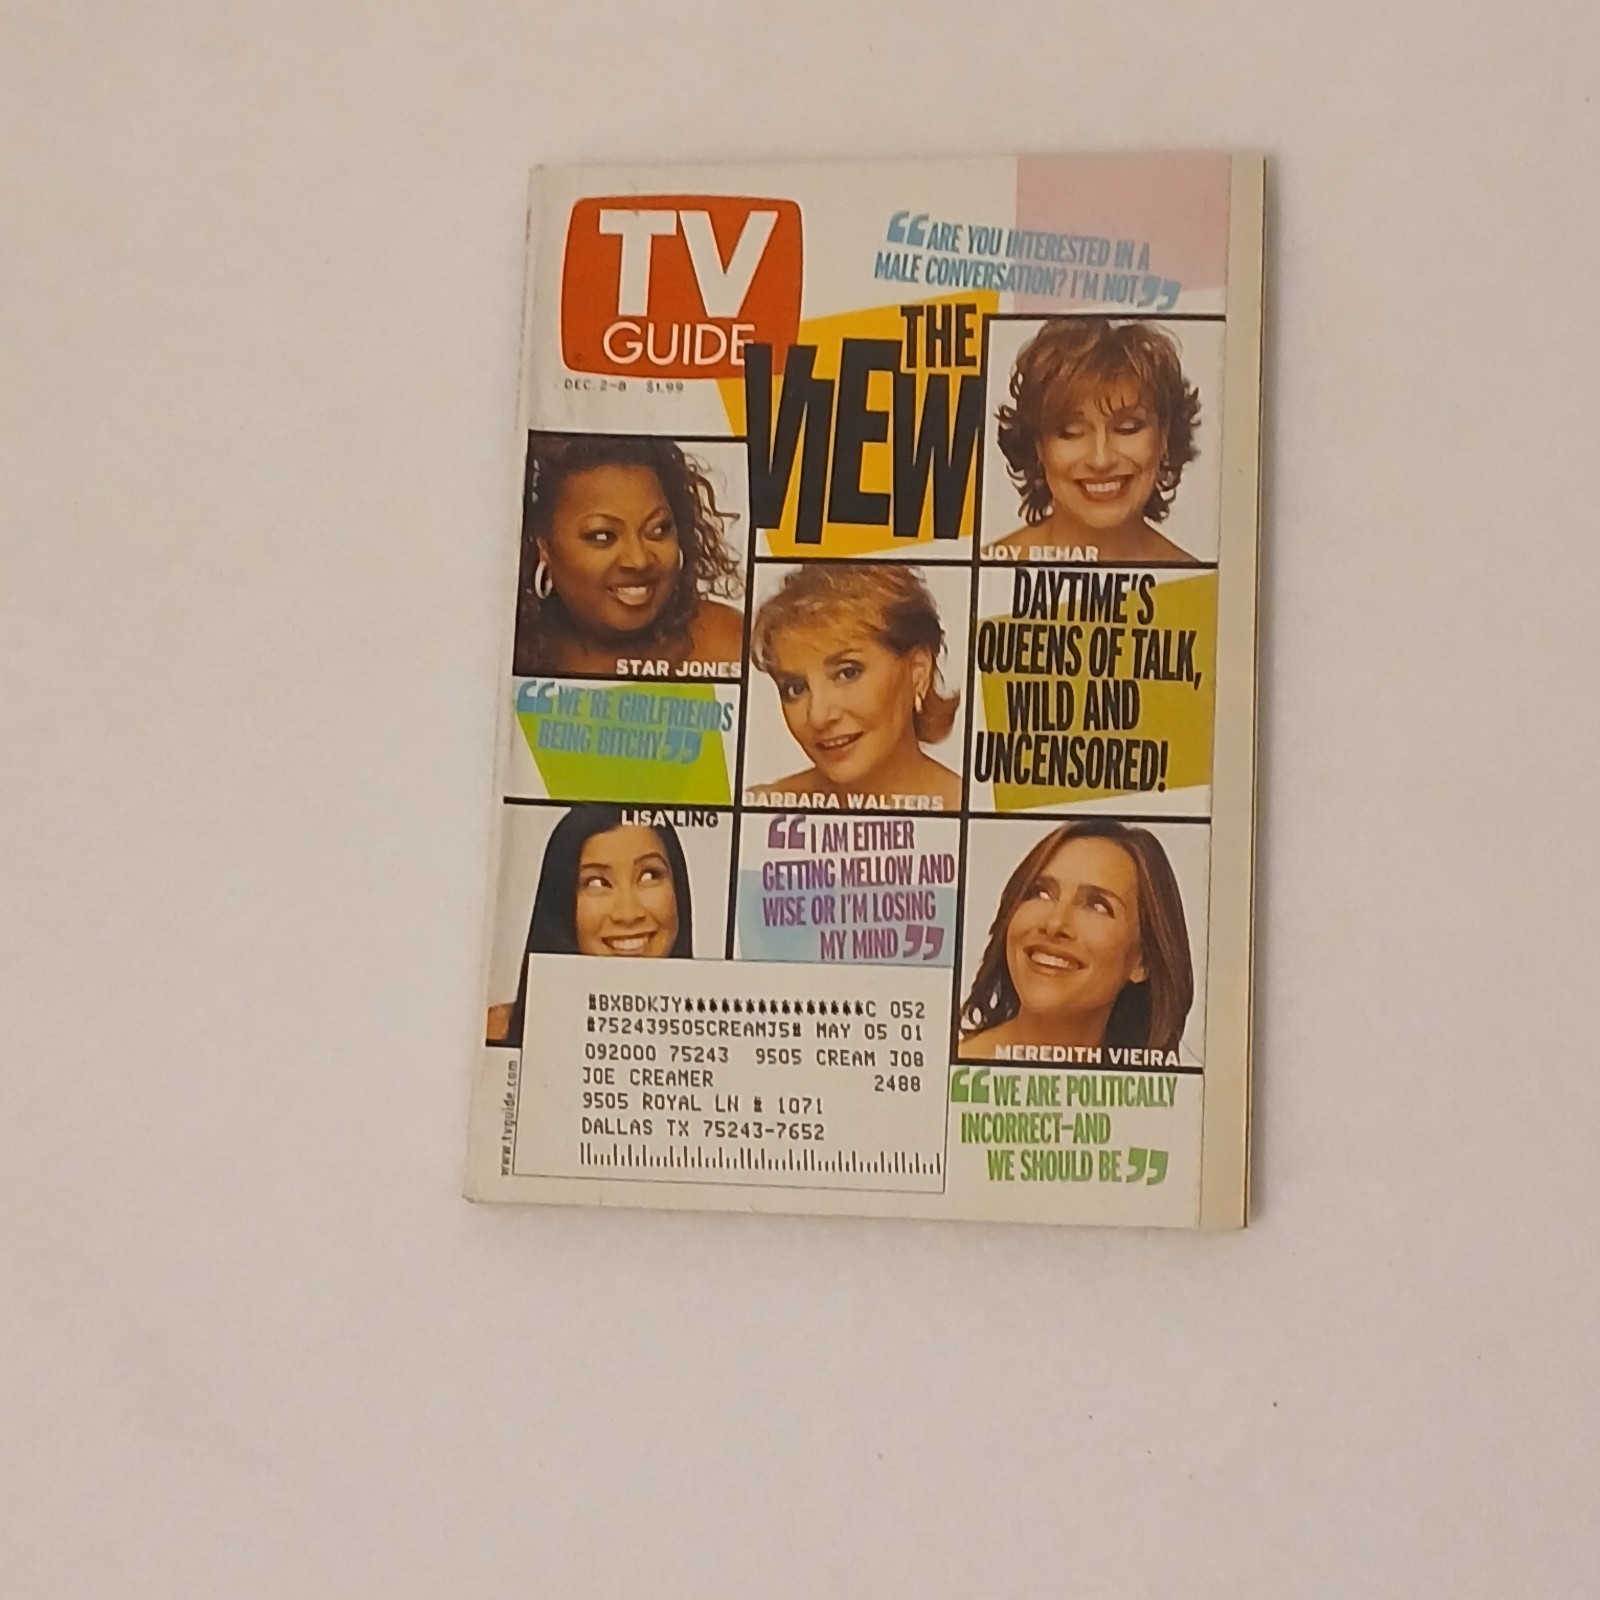 TV
GUIDE
DEC. 2-8 $1.99
“ARE YOU INTERESTED IN A
MALE CONVERSATION? I'M NOT”
THE
VIEW
JOY BEHAR
STAR JONES
DAYTIME'S
QUEENS OF TALK,
WILD AND
UNCENSORED!
“WE'RE GIRLFRIENDS
BEING BITCHY”
BARBARA WALTERS
LISA LING
“I AM EITHER
GETTING MELLOW AND
WISE OR I'M LOSING
MY MIND”
MEREDITH VIEIRA
“WE ARE POLITICALLY
INCORRECT–AND
WE SHOULD BE”
#BXBDKJY***************C 052
#752439505CREAMJ5# MAY 05 01
092000 75243 9505 CREAM J08
JOE CREAMER 2488
9505 ROYAL LN # 1071
DALLAS TX 75243-7652
www.tvguide.com